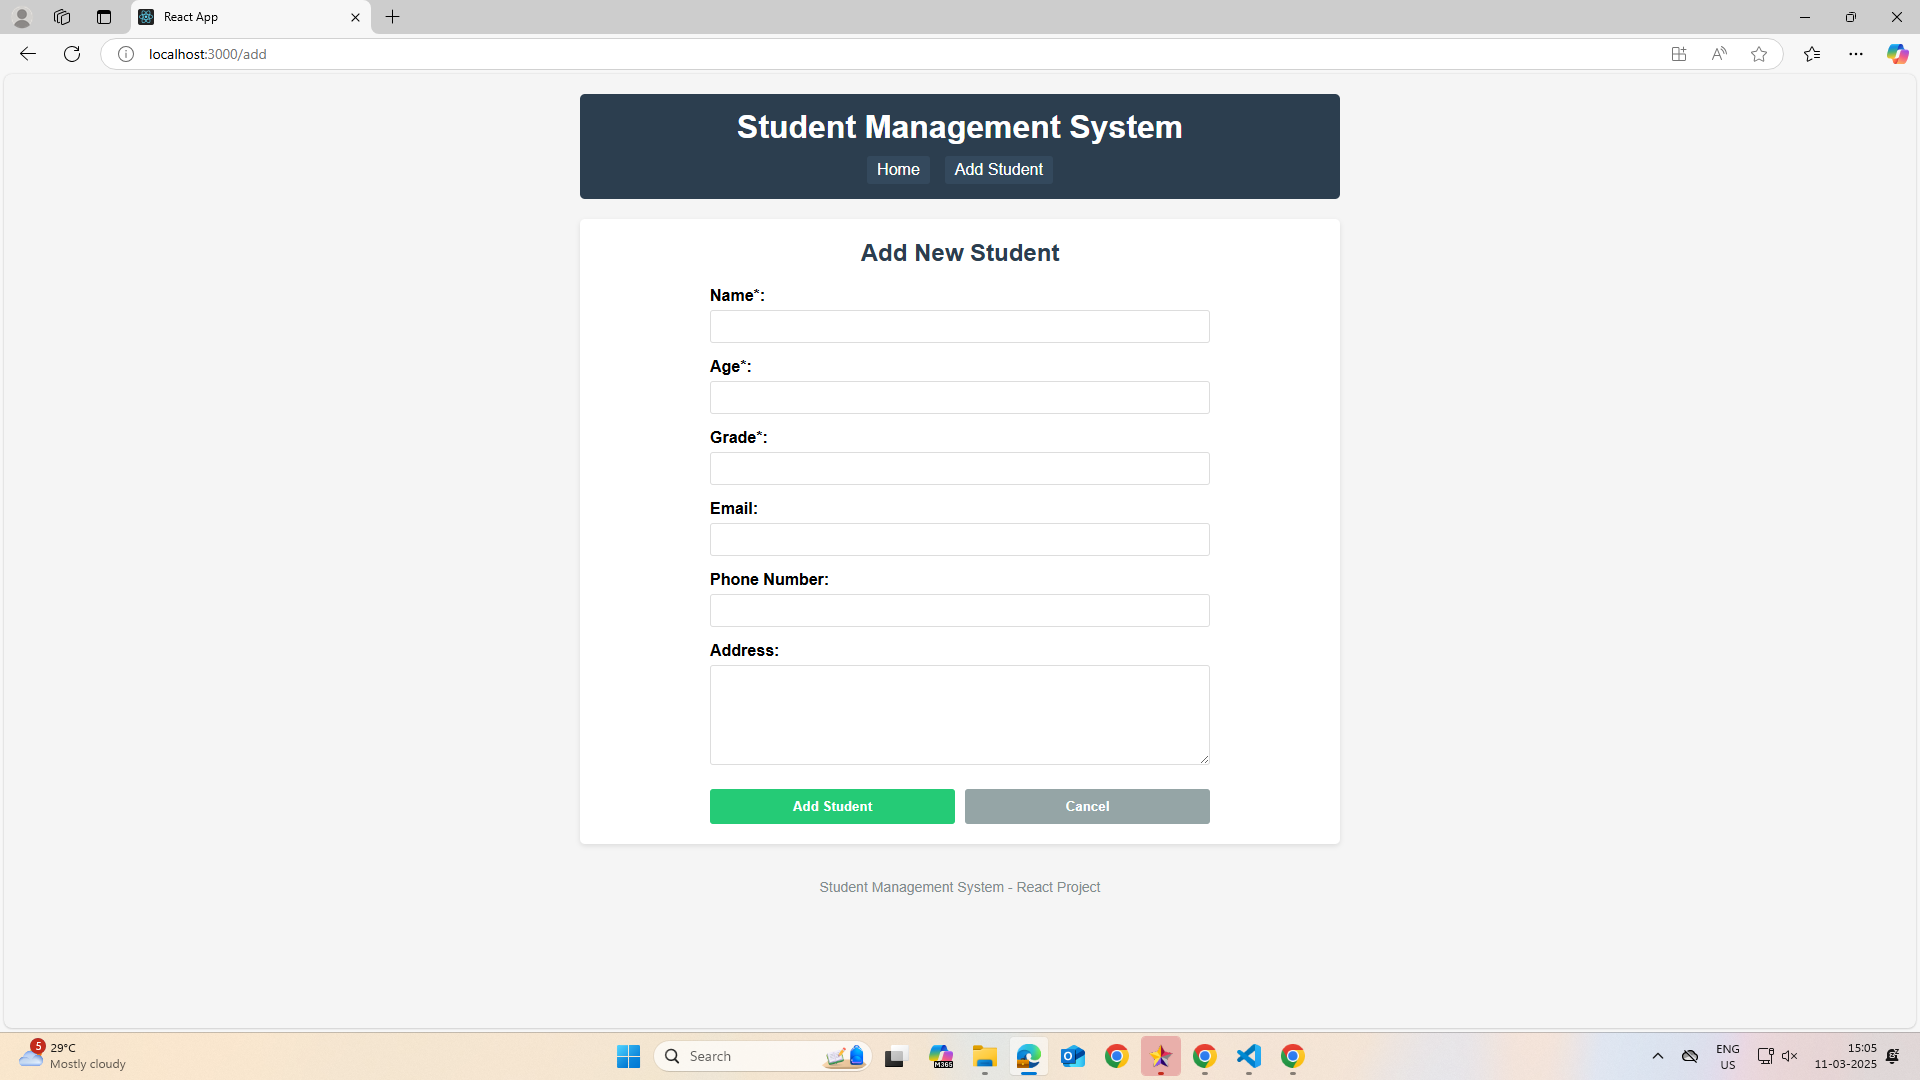 React App
localhost:3000/add
Student Management System
Home Add Student
Add New Student
Name*:
Age*:
Grade*:
Email:
Phone Number:
Address:
Add Student Cancel
Student Management System - React Project
5
29°C
Mostly cloudy
Search
M365
ENG
US
15:05
11-03-2025